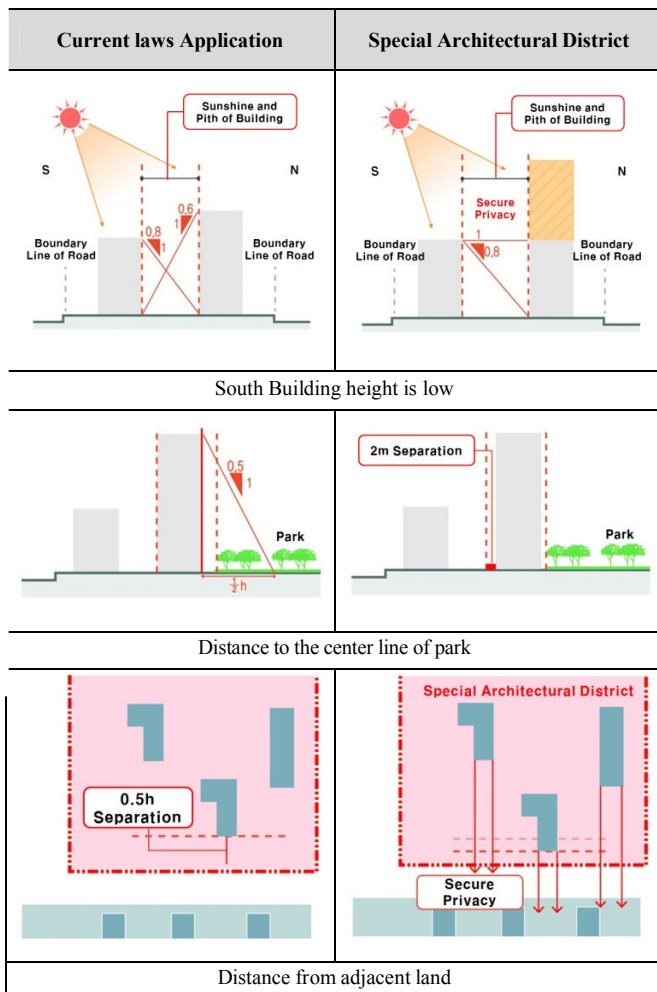 Current laws Application
Special Architectural District
Sunshine and
Pith of Building
S
N
0.6
1
0.8
1
Boundary
Line of Road
Boundary
Line of Road
Sunshine and
Pith of Building
S
N
Secure
Privacy
1
0.8
Boundary
Line of Road
Boundary
Line of Road
South Building height is low
0.5
1
Park
½h
2m Separation
Park
Distance to the center line of park
0.5h
Separation
Special Architectural District
Secure
Privacy
Distance from adjacent land